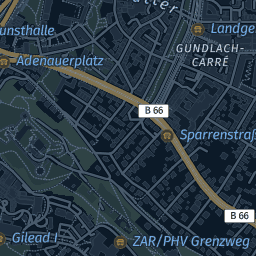 Landge
unsthalle
GUNDLACH-
CARRÉ
Adenauerplatz
B 66
Sparrenstraß
B 66
Gilead I
ZAR/PHV Grenzweg